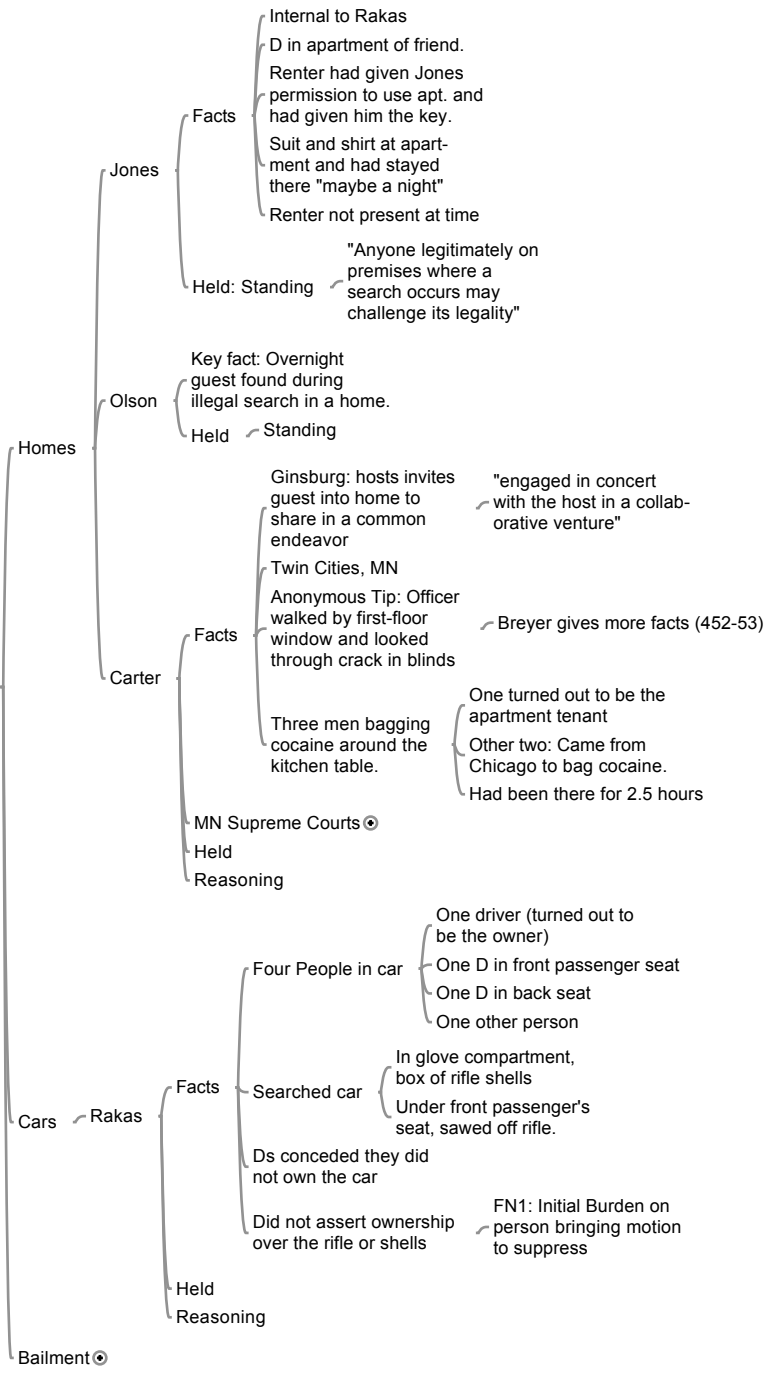 Homes
Jones
Facts
Internal to Rakas
D in apartment of friend.
Renter had given Jones
permission to use apt. and
had given him the key.
Suit and shirt at apart-
ment and had stayed
there "maybe a night"
Renter not present at time
Held: Standing
"Anyone legitimately on
premises where a
search occurs may
challenge its legality"
Olson
Key fact: Overnight
guest found during
illegal search in a home.
Held
Standing
Carter
Facts
Ginsburg: hosts invites
guest into home to
share in a common
endeavor
"engaged in concert
with the host in a collab-
orative venture"
Twin Cities, MN
Anonymous Tip: Officer
walked by first-floor
window and looked
through crack in blinds
Breyer gives more facts (452-53)
Three men bagging
cocaine around the
kitchen table.
One turned out to be the
apartment tenant
Other two: Came from
Chicago to bag cocaine.
Had been there for 2.5 hours
MN Supreme Courts
Held
Reasoning
Cars
Rakas
Facts
Four People in car
One driver (turned out to
be the owner)
One D in front passenger seat
One D in back seat
One other person
Searched car
In glove compartment,
box of rifle shells
Under front passenger's
seat, sawed off rifle.
Ds conceded they did
not own the car
Did not assert ownership
over the rifle or shells
FN1: Initial Burden on
person bringing motion
to suppress
Held
Reasoning
Bailment